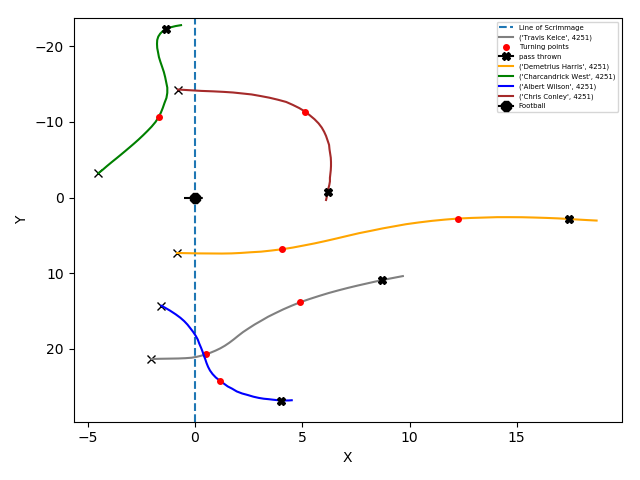 Line of Scrimmage
('Travis Kelce', 4251)
Turning points
pass thrown
('Demetrius Harris', 4251)
('Charcandrick West', 4251)
('Albert Wilson', 4251)
('Chris Conley', 4251)
Football
−20
−10
0
10
20
Y
−5 0 5 10 15
X